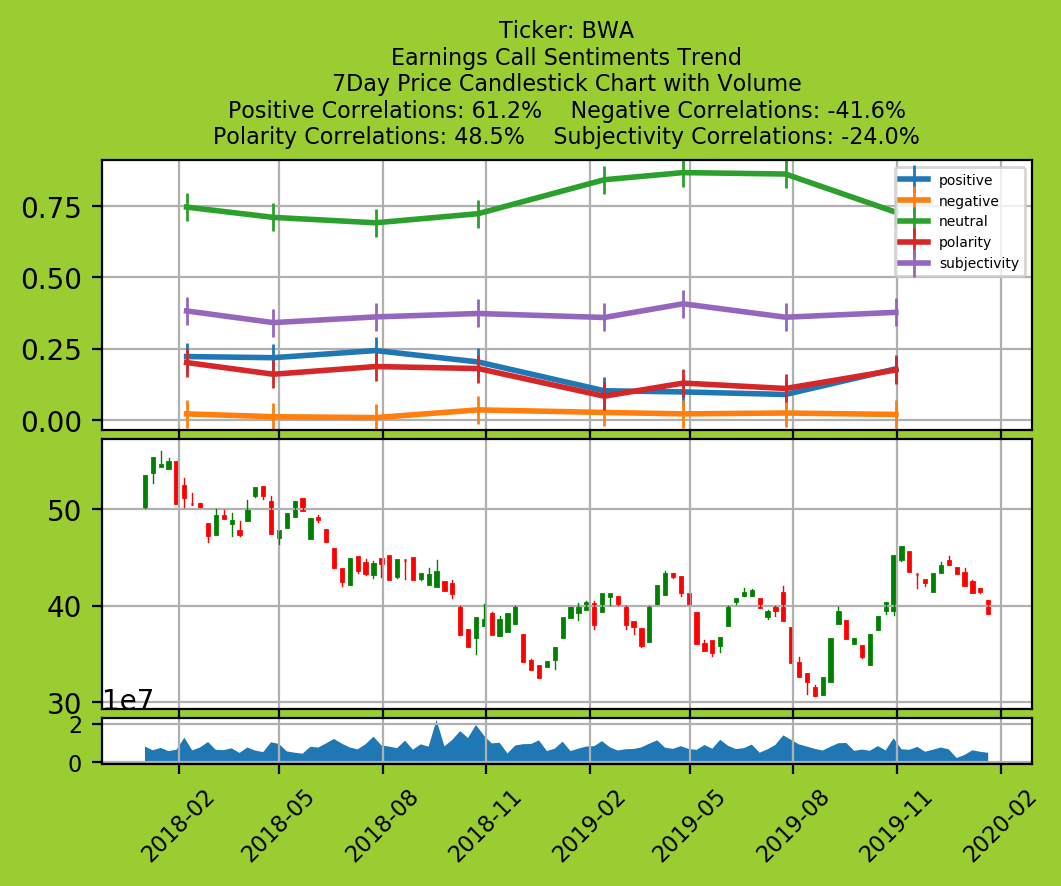 Ticker: BWA
Earnings Call Sentiments Trend
7Day Price Candlestick Chart with Volume
Positive Correlations: 61.2%    Negative Correlations: -41.6%
Polarity Correlations: 48.5%    Subjectivity Correlations: -24.0%
positive
negative
neutral
polarity
subjectivity
0.75
0.50
0.25
0.00
50
40
30
1e7
2
0
2018-02
2018-05
2018-08
2018-11
2019-02
2019-05
2019-08
2019-11
2020-02